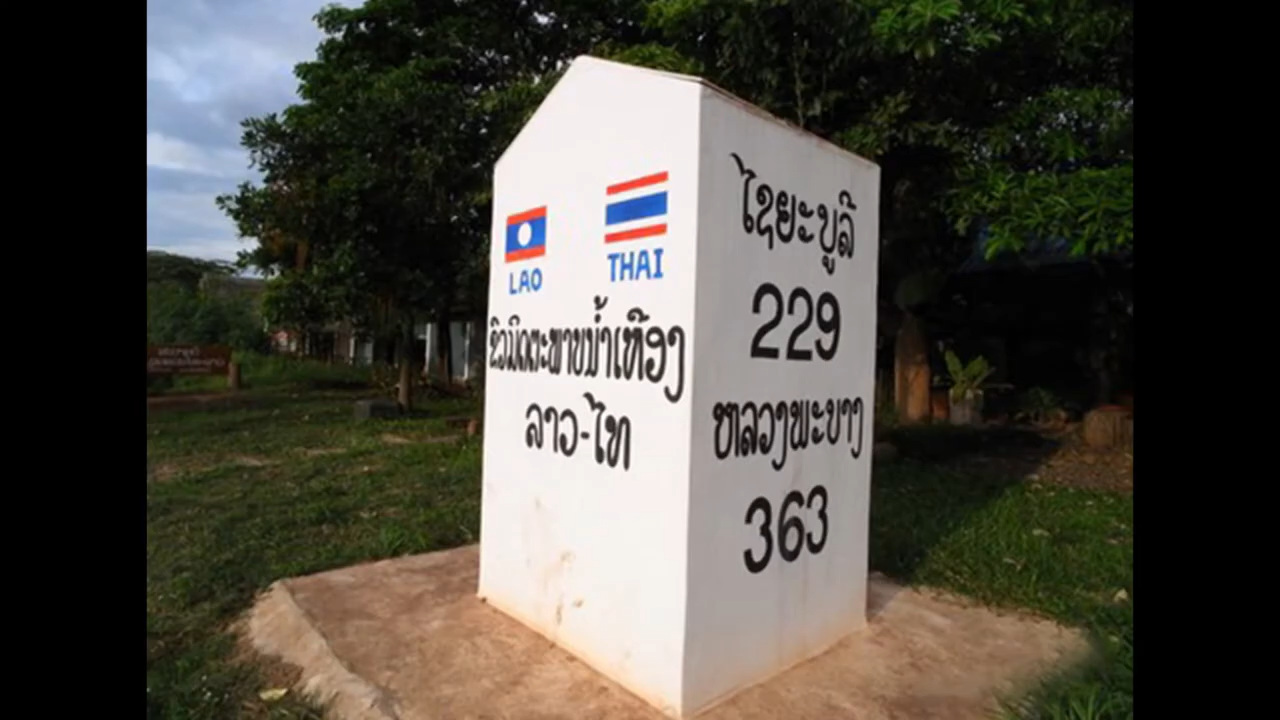 LAO
THAI
ຂົວມິດຕະພາບນ້ຳເຫືອງ
ລາວ-ໄທ
ໄຊຍະບູລີ
229
ຫລວງພະບາງ
363